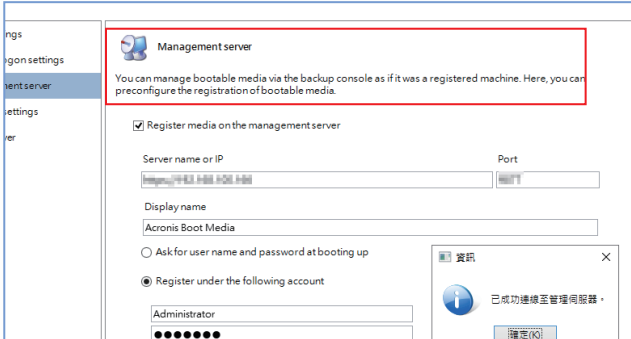 ngs
ogon settings
ment server
settings
ver
Management server
You can manage bootable media via the backup console as if it was a registered machine. Here, you can
preconfigure the registration of bootable media.
Register media on the management server
Server name or IP
Port
Display name
Acronis Boot Media
Ask for user name and password at booting up
Register under the following account
Administrator
資訊
已成功連線至管理伺服器。
確定(K)